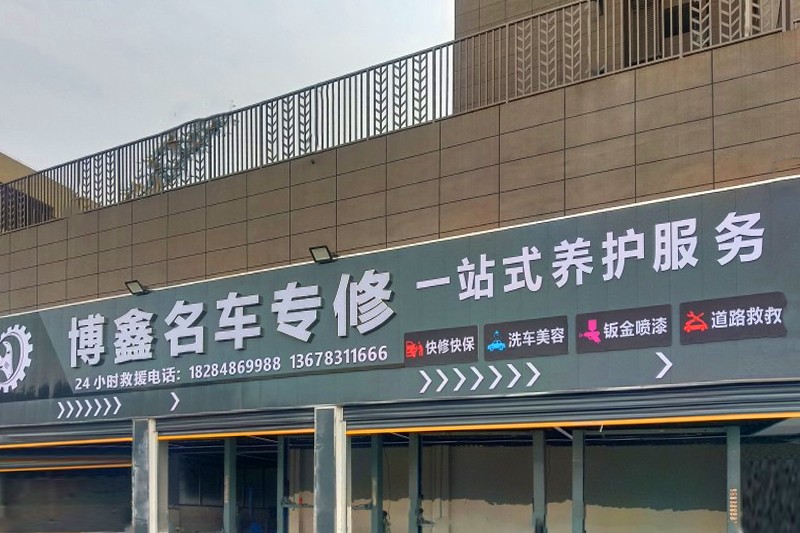 博鑫名车专修
一站式养护服务
24小时救援电话：18284869988 13678311666
快修快保
洗车美容
钣金喷漆
道路救救